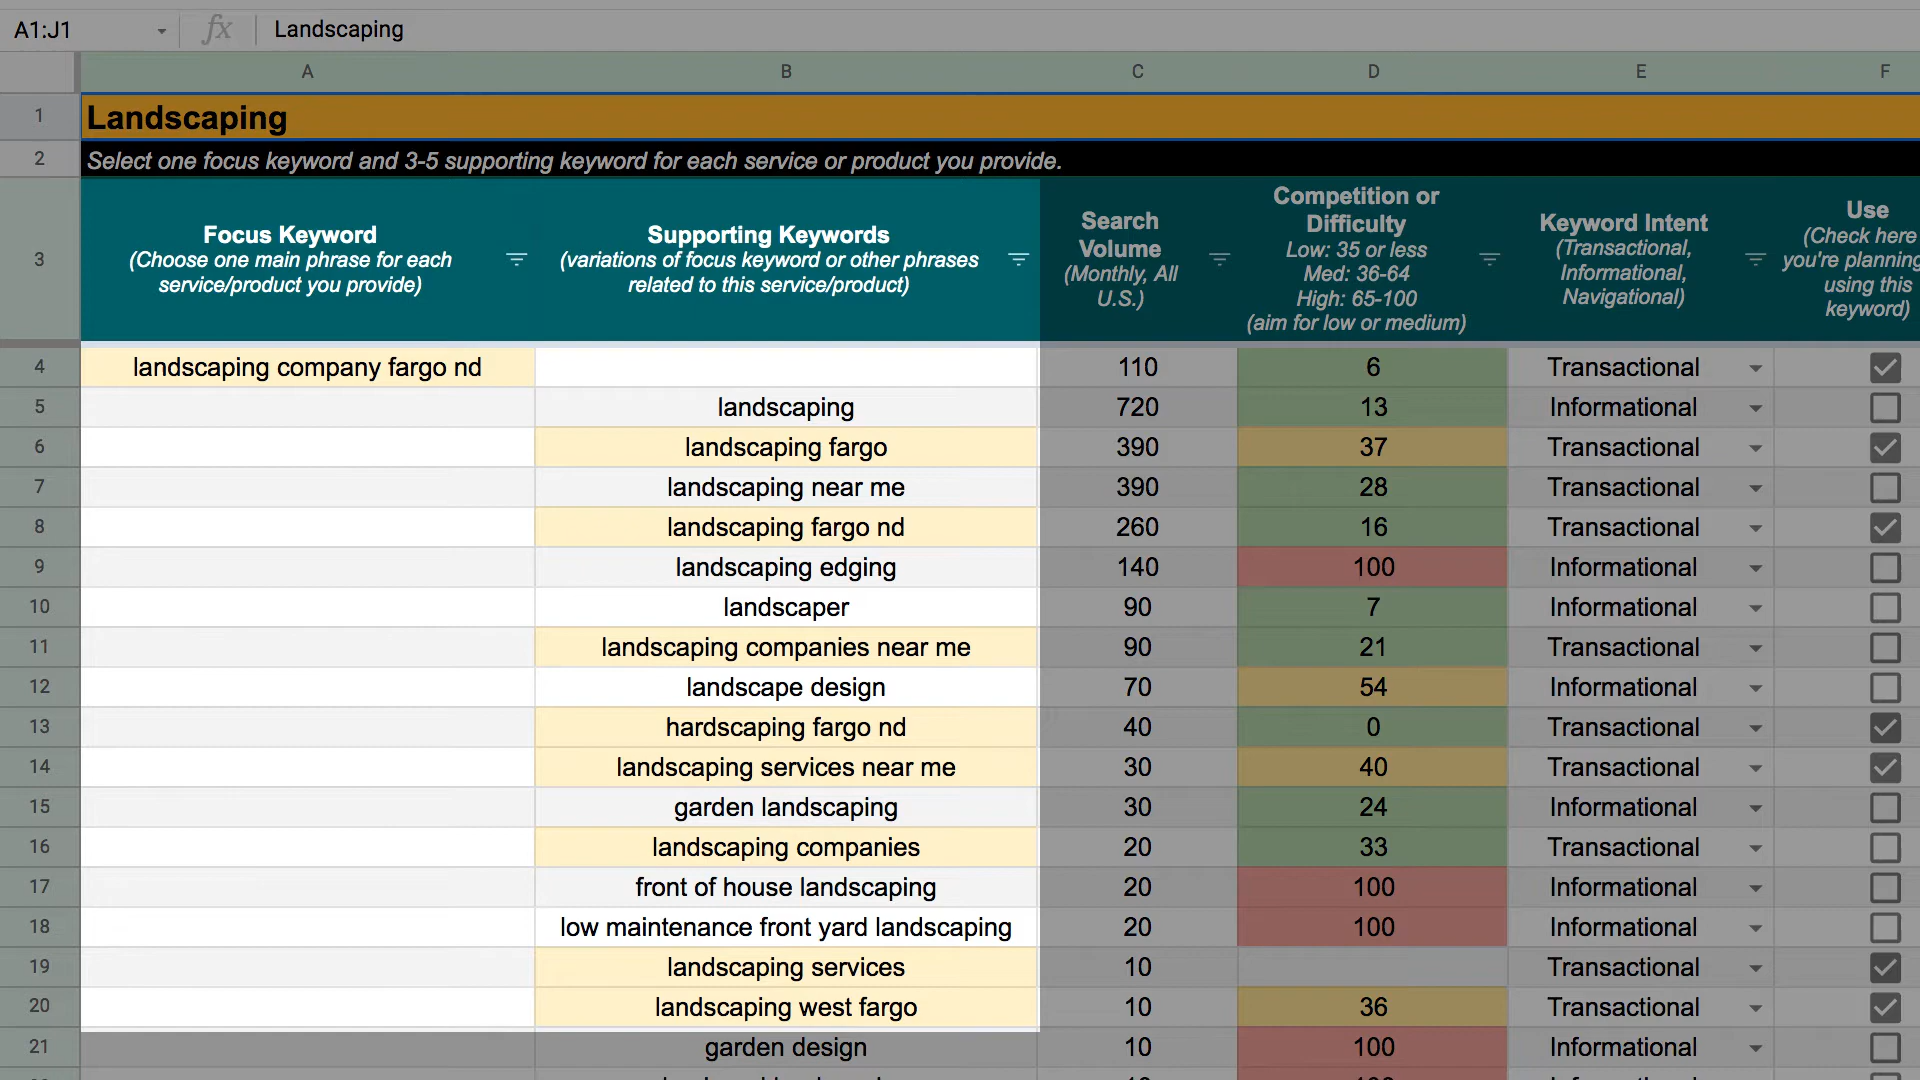 A1:J1 fx Landscaping
A B C D E F
1 Landscaping
2 Select one focus keyword and 3-5 supporting keyword for each service or product you provide.
3
Focus Keyword
(Choose one main phrase for each
service/product you provide)
Supporting Keywords
(variations of focus keyword or other phrases
related to this service/product)
Search
Volume
(Monthly, All
U.S.)
Competition or
Difficulty
Low: 35 or less
Med: 36-64
High: 65-100
(aim for low or medium)
Keyword Intent
(Transactional,
Informational,
Navigational)
Use
(Check here
you're planning
using this
keyword)
4 landscaping company fargo nd 110 6 Transactional
5 landscaping 720 13 Informational
6 landscaping fargo 390 37 Transactional
7 landscaping near me 390 28 Transactional
8 landscaping fargo nd 260 16 Transactional
9 landscaping edging 140 100 Informational
10 landscaper 90 7 Informational
11 landscaping companies near me 90 21 Transactional
12 landscape design 70 54 Informational
13 hardscaping fargo nd 40 0 Transactional
14 landscaping services near me 30 40 Transactional
15 garden landscaping 30 24 Informational
16 landscaping companies 20 33 Transactional
17 front of house landscaping 20 100 Informational
18 low maintenance front yard landscaping 20 100 Informational
19 landscaping services 10 Transactional
20 landscaping west fargo 10 36 Transactional
21 garden design 10 100 Informational